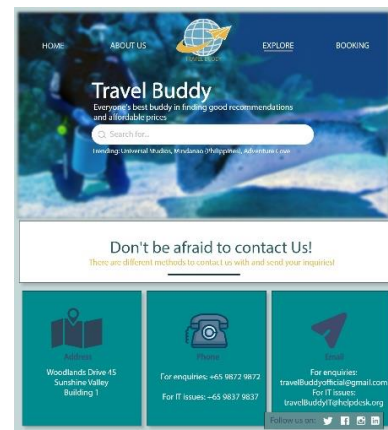 HOME ABOUT US EXPLORE BOOKING
TRAVEL BUDDY
Travel Buddy
Everyone's best buddy in finding good recommendations
and affordable prices
Search for...
Trending: Universal Studios, Mindanao (Philippines), Adventure Cove
Don't be afraid to contact Us!
There are different methods to contact us with and send your inquiries!
Address
Woodlands Drive 45
Sunshine Valley
Building 1
Phone
For enquiries: +65 9872 9872
For IT issues: +65 9837 9837
Email
For enquiries:
travelBuddyofficial@gmail.com
For IT issues:
travelBuddyIT@helpdesk.org
Follow us on: